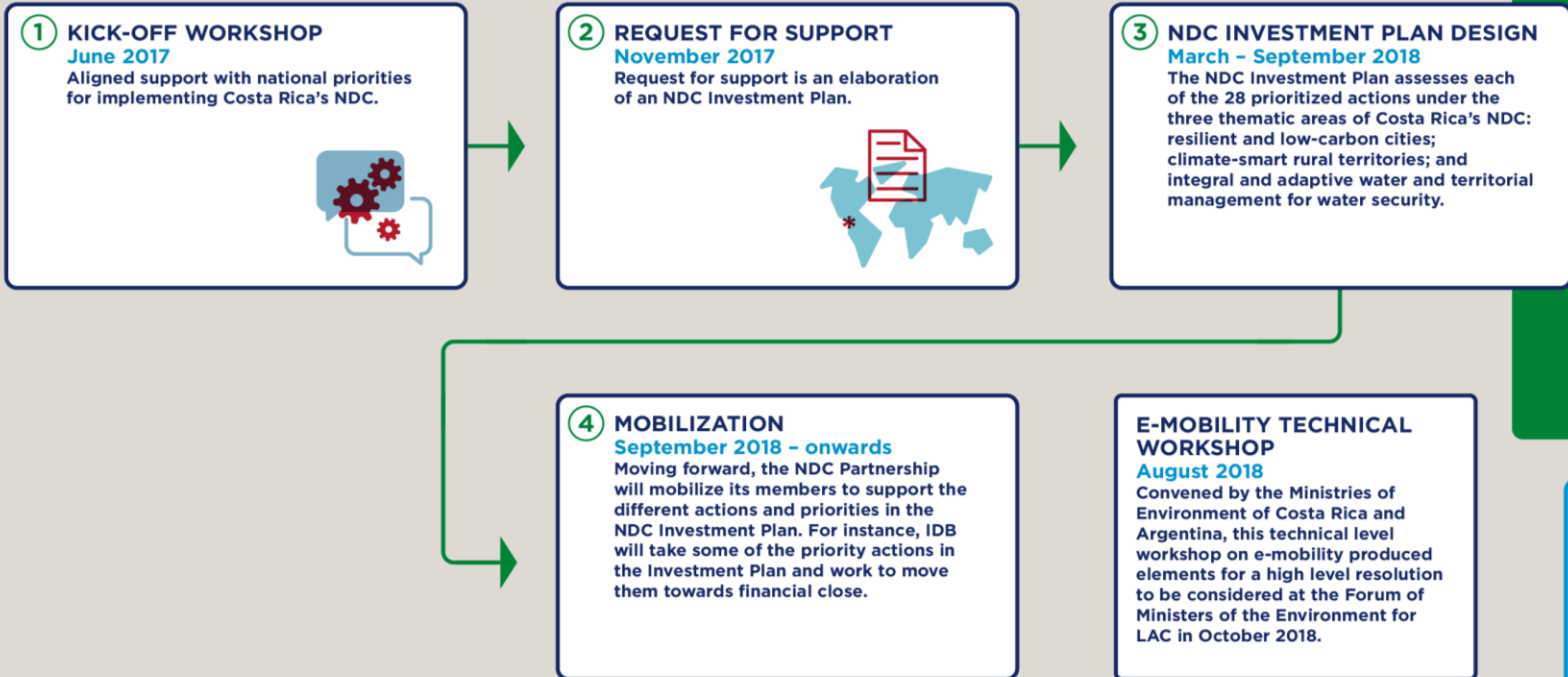 1 KICK-OFF WORKSHOP
June 2017
Aligned support with national priorities
for implementing Costa Rica's NDC.
2 REQUEST FOR SUPPORT
November 2017
Request for support is an elaboration
of an NDC Investment Plan.
3 NDC INVESTMENT PLAN DESIGN
March – September 2018
The NDC Investment Plan assesses each
of the 28 prioritized actions under the
three thematic areas of Costa Rica's NDC:
resilient and low-carbon cities;
climate-smart rural territories; and
integral and adaptive water and territorial
management for water security.
4 MOBILIZATION
September 2018 – onwards
Moving forward, the NDC Partnership
will mobilize its members to support the
different actions and priorities in the
NDC Investment Plan. For instance, IDB
will take some of the priority actions in
the Investment Plan and work to move
them towards financial close.
E-MOBILITY TECHNICAL
WORKSHOP
August 2018
Convened by the Ministries of
Environment of Costa Rica and
Argentina, this technical level
workshop on e-mobility produced
elements for a high level resolution
to be considered at the Forum of
Ministers of the Environment for
LAC in October 2018.